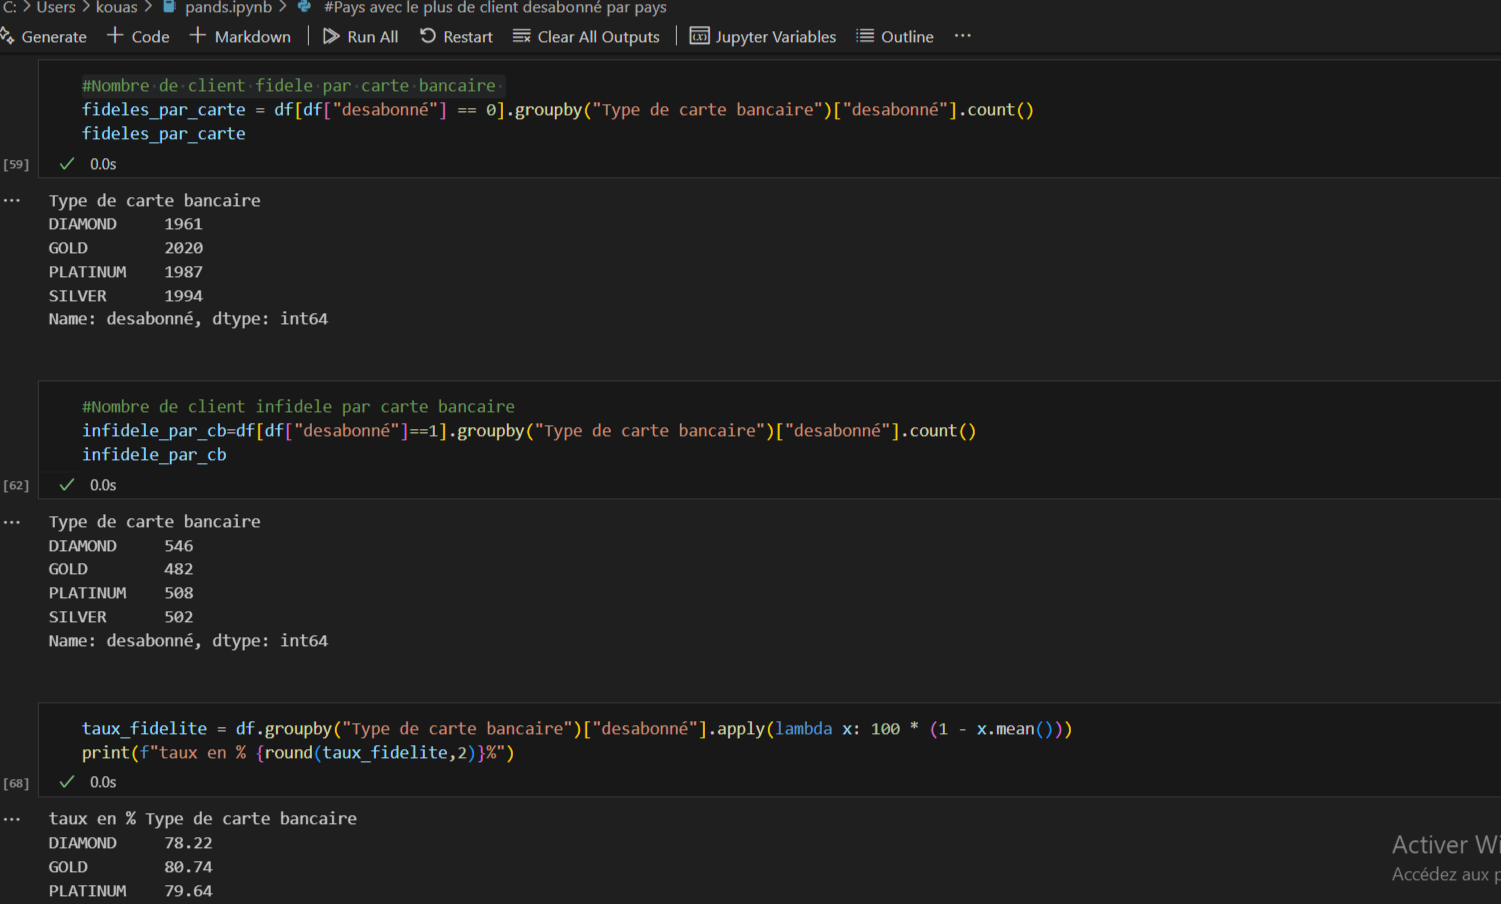 C: > Users > kouas > pands.ipynb > #Pays avec le plus de client desabonné par pays
Generate + Code + Markdown | Run All Restart Clear All Outputs | Jupyter Variables Outline ...
#Nombre de client fidele par carte bancaire
fideles_par_carte = df[df["desabonné"] == 0].groupby("Type de carte bancaire")["desabonné"].count()
fideles_par_carte
[59] ✓ 0.0s
... Type de carte bancaire
DIAMOND 1961
GOLD 2020
PLATINUM 1987
SILVER 1994
Name: desabonné, dtype: int64
#Nombre de client infidele par carte bancaire
infidele_par_cb=df[df["desabonné"]==1].groupby("Type de carte bancaire")["desabonné"].count()
infidele_par_cb
[62] ✓ 0.0s
... Type de carte bancaire
DIAMOND 546
GOLD 482
PLATINUM 508
SILVER 502
Name: desabonné, dtype: int64
taux_fidelite = df.groupby("Type de carte bancaire")["desabonné"].apply(lambda x: 100 * (1 - x.mean()))
print(f"taux en % {round(taux_fidelite,2)}%")
[68] ✓ 0.0s
... taux en % Type de carte bancaire
DIAMOND 78.22
GOLD 80.74
PLATINUM 79.64
Activer Wi
Accédez aux p